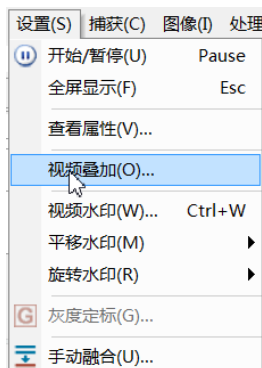 设置(S) 捕获(C) 图像(I) 处理
开始/暂停(U) Pause
全屏显示(F) Esc
查看属性(V)...
视频叠加(O)...
视频水印(W)... Ctrl+W
平移水印(M)
旋转水印(R)
G 灰度定标(G)...
手动融合(U)...